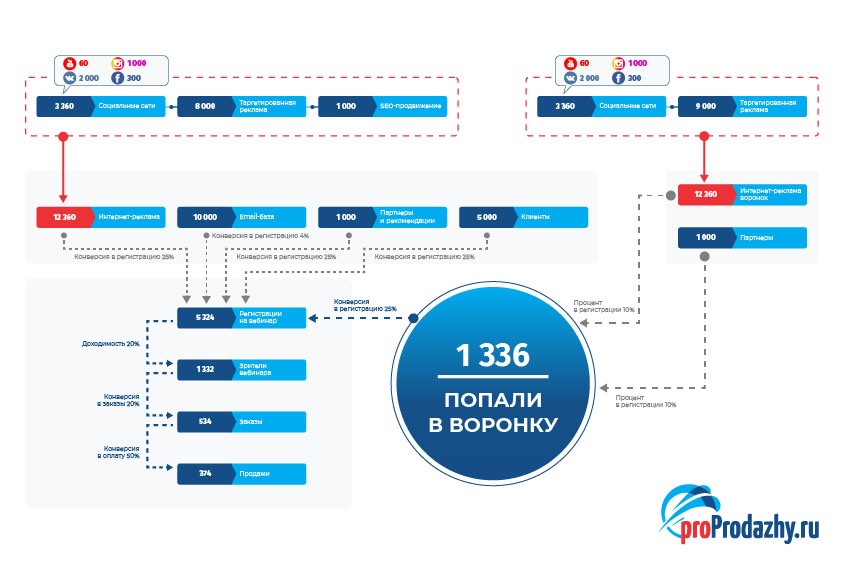 60
1000
2 000
300
60
1000
2 000
300
3 360
Социальные сети
8 000
Таргетированная
реклама
1 000
SEO-продвижение
3 360
Социальные сети
9 000
Таргетированная
реклама
12 360
Интернет-реклама
воронок
12 360
Интернет-реклама
10 000
Email-база
1 000
Партнеры
и рекомендации
5 000
Клиенты
1 000
Партнеры
Конверсия в регистрацию 4%
Конверсия в регистрацию 25%
Конверсия в регистрацию 25%
Конверсия в регистрацию 25%
Конверсия
в регистрацию 25%
Процент
в регистрации 10%
5 324
Регистрации
на вебинар
Доходимость 20%
1 336
ПОПАЛИ
В ВОРОНКУ
1 332
Зрители
вебинара
Конверсия
в заказы 20%
Процент
в регистрации 10%
534
Заказы
Конверсия
в оплату 50%
374
Продажи
proProdazhy.ru